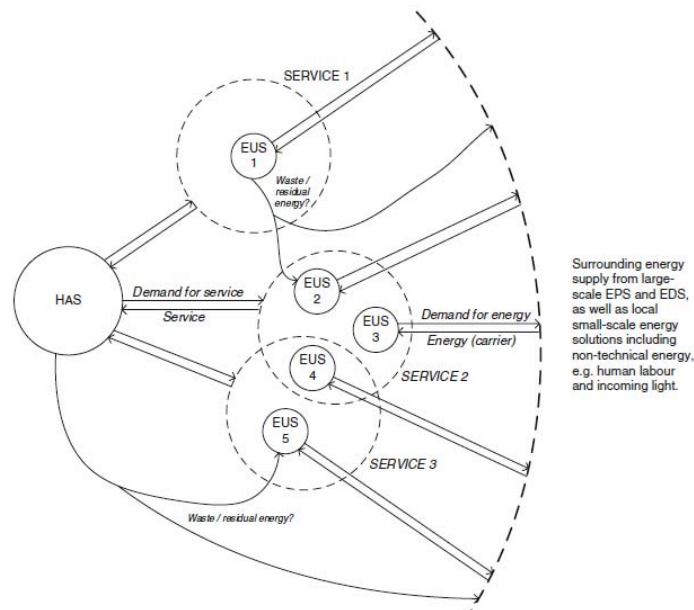 SERVICE 1
EUS
1
Waste /
residual
energy?
HAS
Demand for service
Service
EUS
2
EUS
3
Demand for energy
Energy (carrier)
EUS
4
SERVICE 2
EUS
5
SERVICE 3
Waste / residual energy?
Surrounding energy
supply from large-
scale EPS and EDS,
as well as local
small-scale energy
solutions including
non-technical energy,
e.g. human labour
and incoming light.